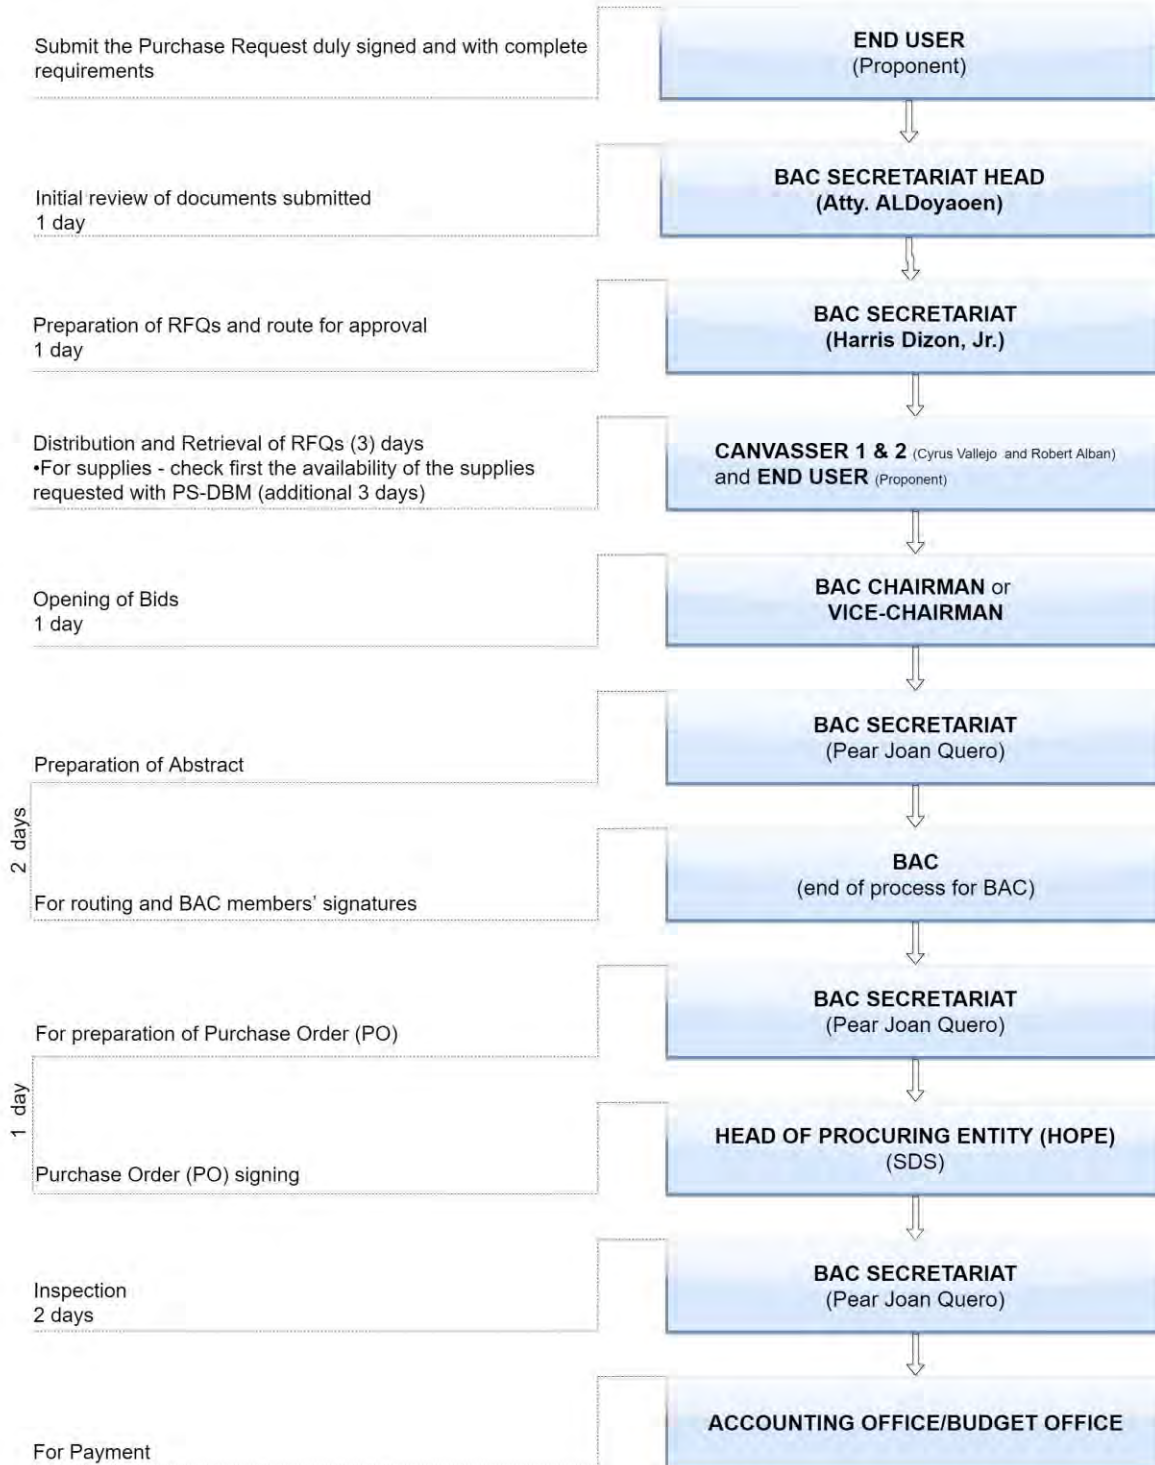 Submit the Purchase Request duly signed and with complete
requirements
END USER
(Proponent)
Initial review of documents submitted
1 day
BAC SECRETARIAT HEAD
(Atty. ALDoyaoen)
Preparation of RFQs and route for approval
1 day
BAC SECRETARIAT
(Harris Dizon, Jr.)
Distribution and Retrieval of RFQs (3) days
•For supplies - check first the availability of the supplies
requested with PS-DBM (additional 3 days)
CANVASSER 1 & 2 (Cyrus Vallejo and Robert Alban)
and END USER (Proponent)
Opening of Bids
1 day
BAC CHAIRMAN or
VICE-CHAIRMAN
Preparation of Abstract
BAC SECRETARIAT
(Pear Joan Quero)
2 days
For routing and BAC members’ signatures
BAC
(end of process for BAC)
For preparation of Purchase Order (PO)
BAC SECRETARIAT
(Pear Joan Quero)
1 day
Purchase Order (PO) signing
HEAD OF PROCURING ENTITY (HOPE)
(SDS)
Inspection
2 days
BAC SECRETARIAT
(Pear Joan Quero)
For Payment
ACCOUNTING OFFICE/BUDGET OFFICE